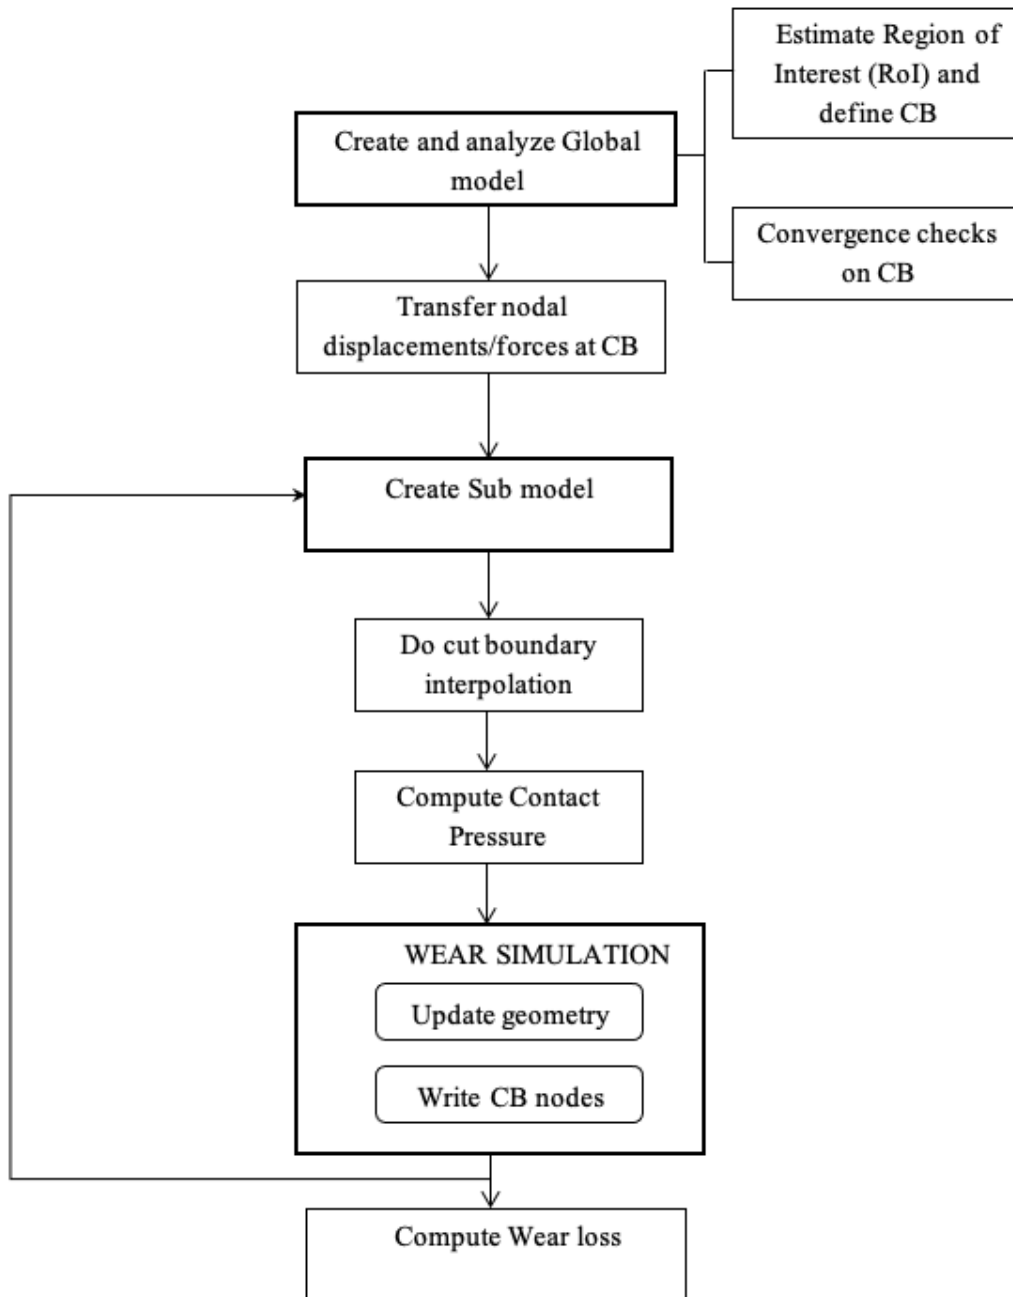 Estimate Region of
Interest (RoI) and
define CB
Create and analyze Global
model
Convergence checks
on CB
Transfer nodal
displacements/forces at CB
Create Sub model
Do cut boundary
interpolation
Compute Contact
Pressure
WEAR SIMULATION
Update geometry
Write CB nodes
Compute Wear loss